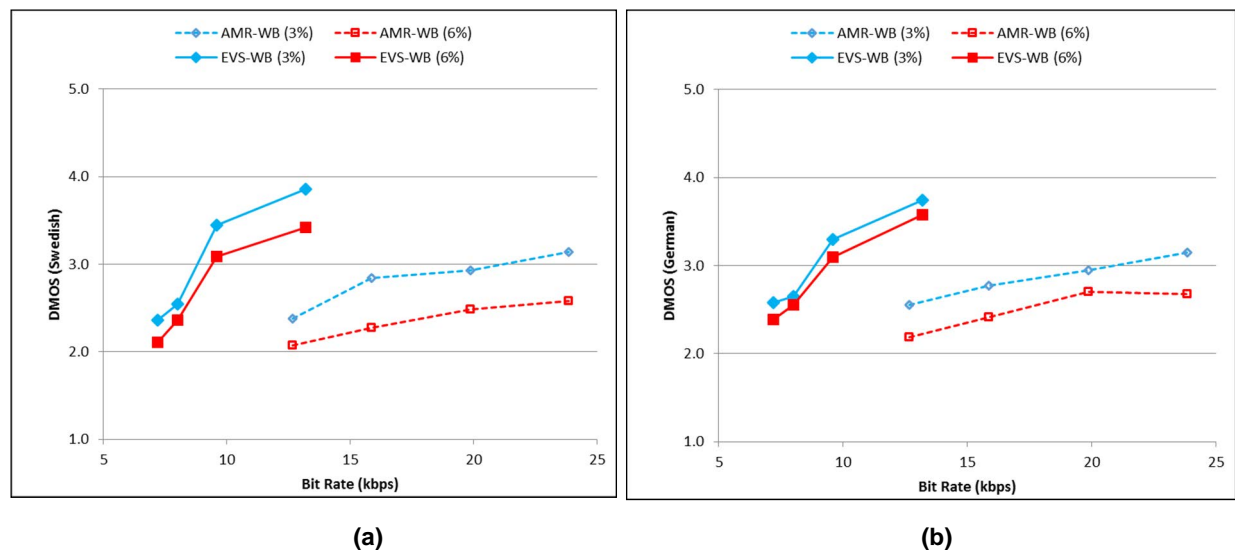 AMR-WB (3%) AMR-WB (6%)
EVS-WB (3%) EVS-WB (6%)
5.0
4.0
3.0
2.0
1.0
DMOS (Swedish)
5 10 15 20 25
Bit Rate (kbps)
(a)
AMR-WB (3%) AMR-WB (6%)
EVS-WB (3%) EVS-WB (6%)
5.0
4.0
3.0
2.0
1.0
DMOS (German)
5 10 15 20 25
Bit Rate (kbps)
(b)